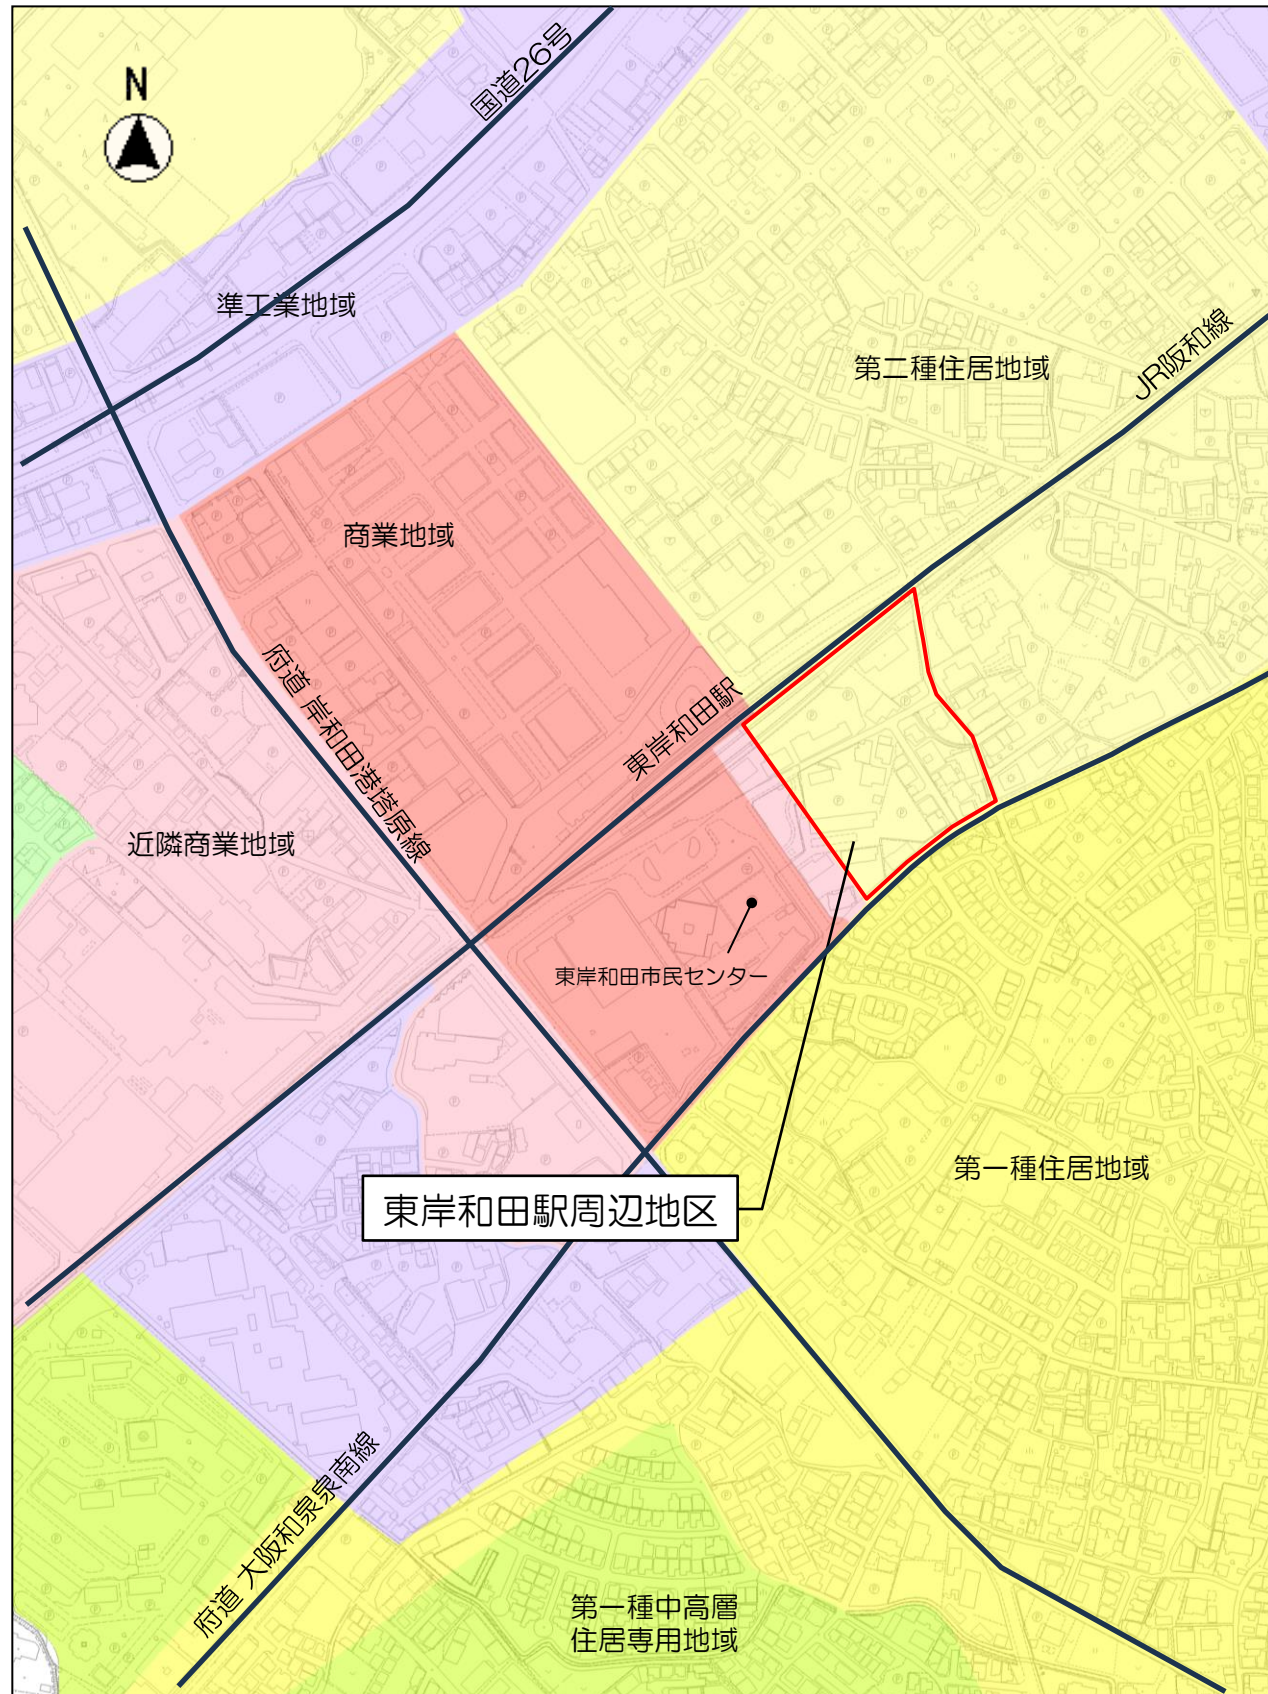 N
国道26号
準工業地域
第二種住居地域
JR阪和線
商業地域
府道 岸和田港塔原線
東岸和田駅
近隣商業地域
東岸和田市民センター
第一種住居地域
東岸和田駅周辺地区
府道 大阪和泉泉南線
第一種中高層
住居専用地域